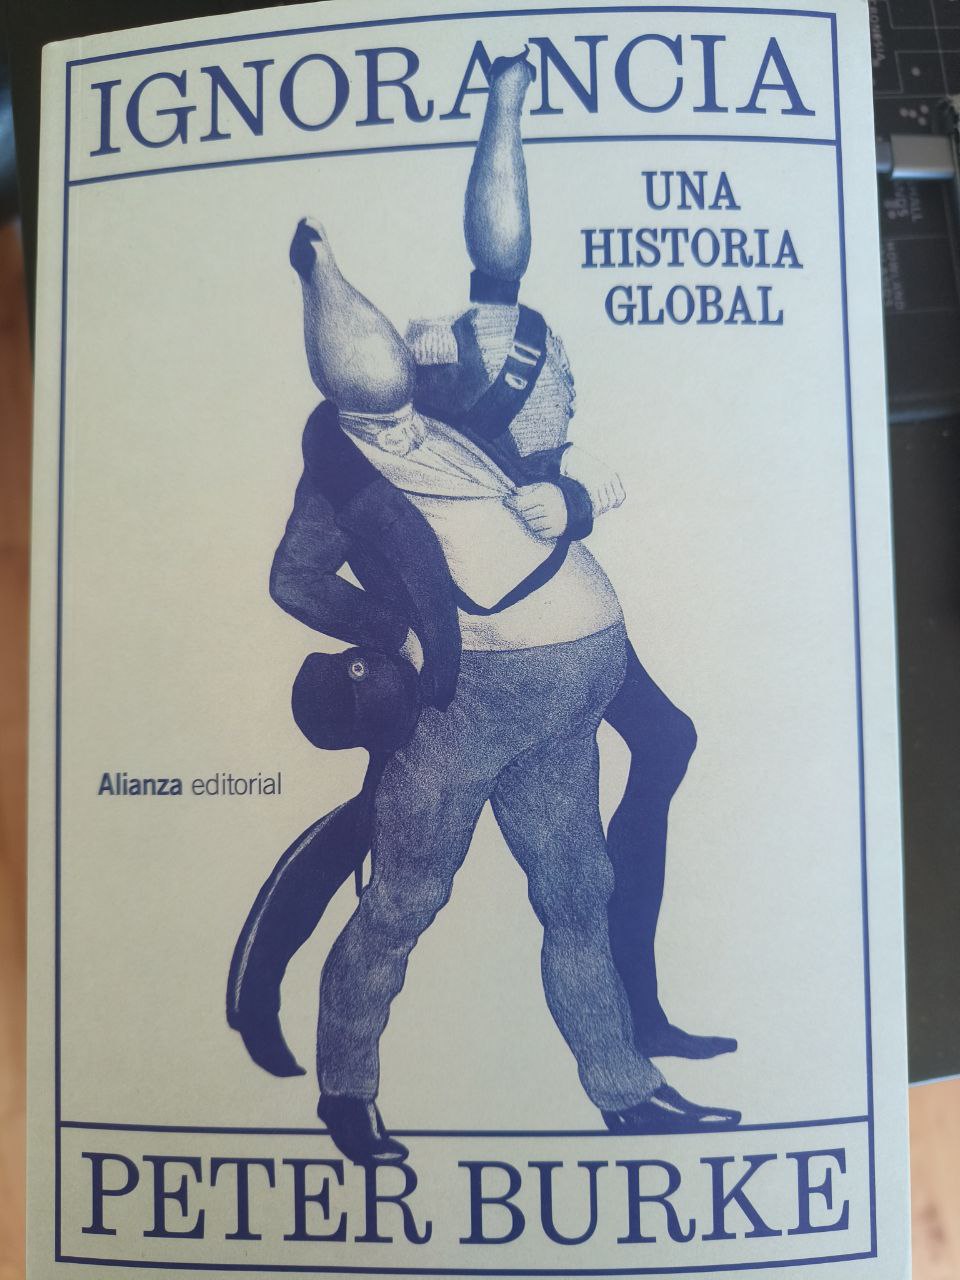 IGNORANCIA
UNA
HISTORIA
GLOBAL
Alianza editorial
PETER BURKE